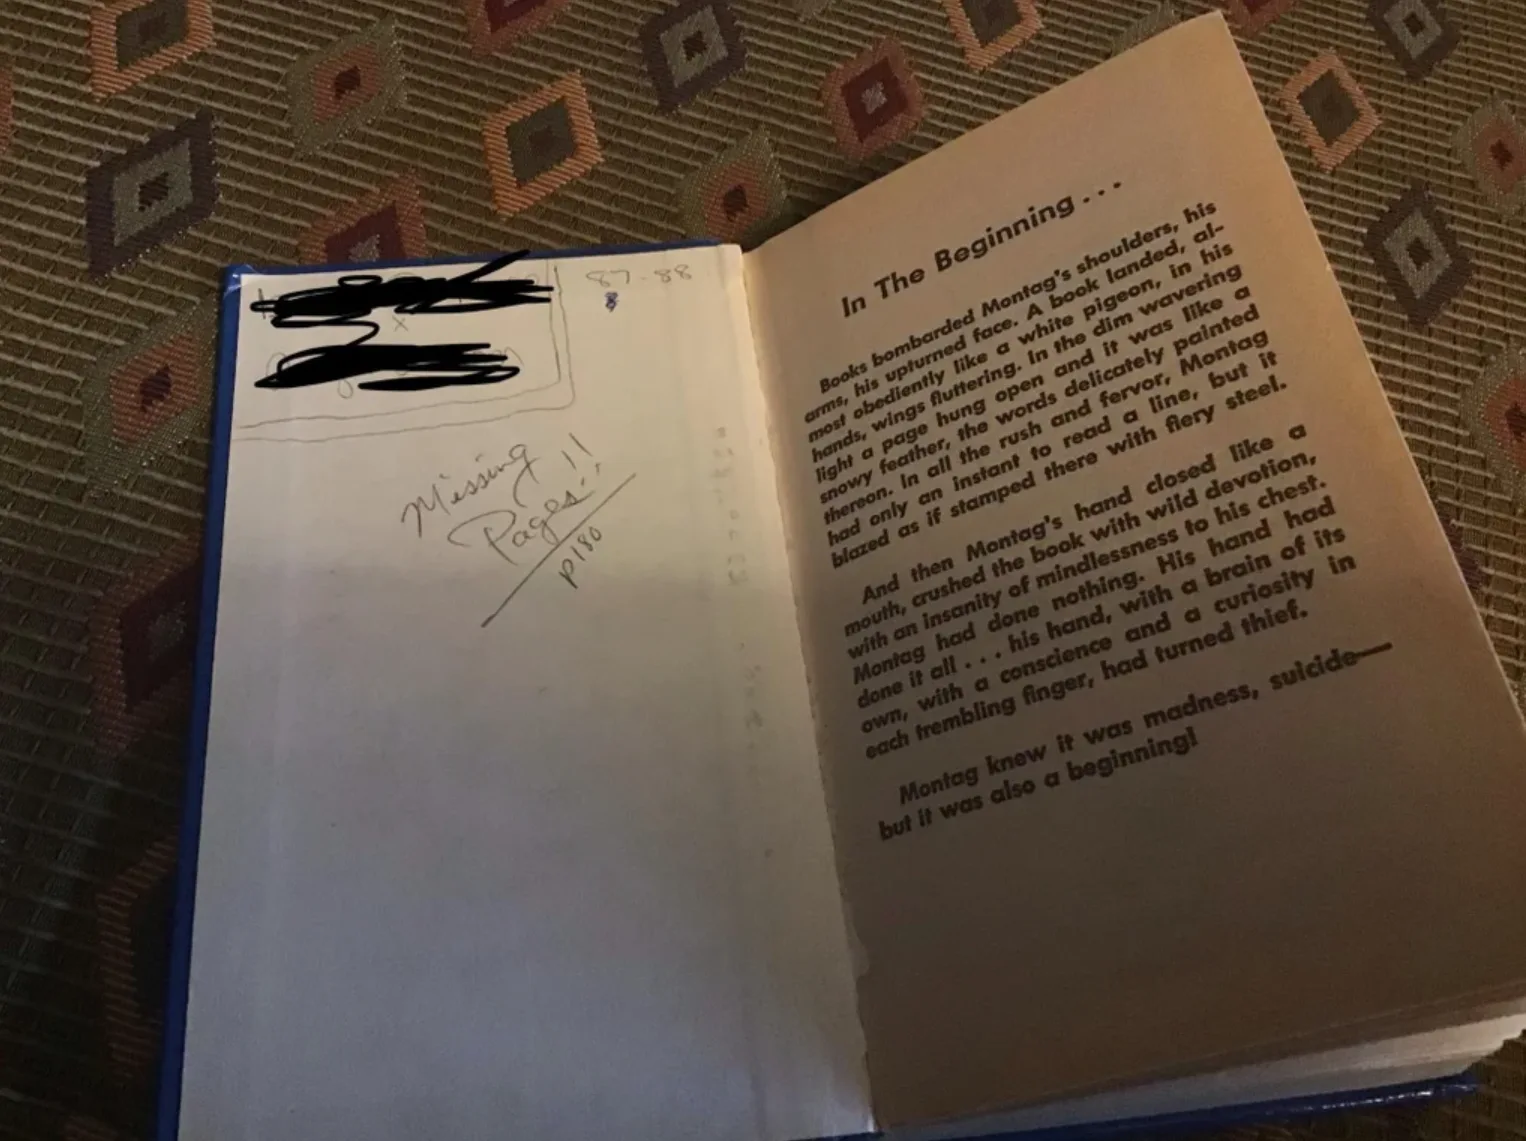 87-88
8
x
Missing
Pages!!
p180
In The Beginning...
Books bombarded Montag's shoulders, his
arms, his upturned face. A book landed, al-
most obediently like a white pigeon, in his
hands, wings fluttering. In the dim wavering
light a page hung open and it was like a
snowy feather, the words delicately painted
thereon. In all the rush and fervor, Montag
had only an instant to read a line, but it
blazed as if stamped there with fiery steel.
And then Montag's hand closed like a
mouth, crushed the book with wild devotion,
with an insanity of mindlessness to his chest.
Montag had done nothing. His hand had
done it all . . . his hand, with a brain of its
own, with a conscience and a curiosity in
each trembling finger, had turned thief.
Montag knew it was madness, suicide—
but it was also a beginning!